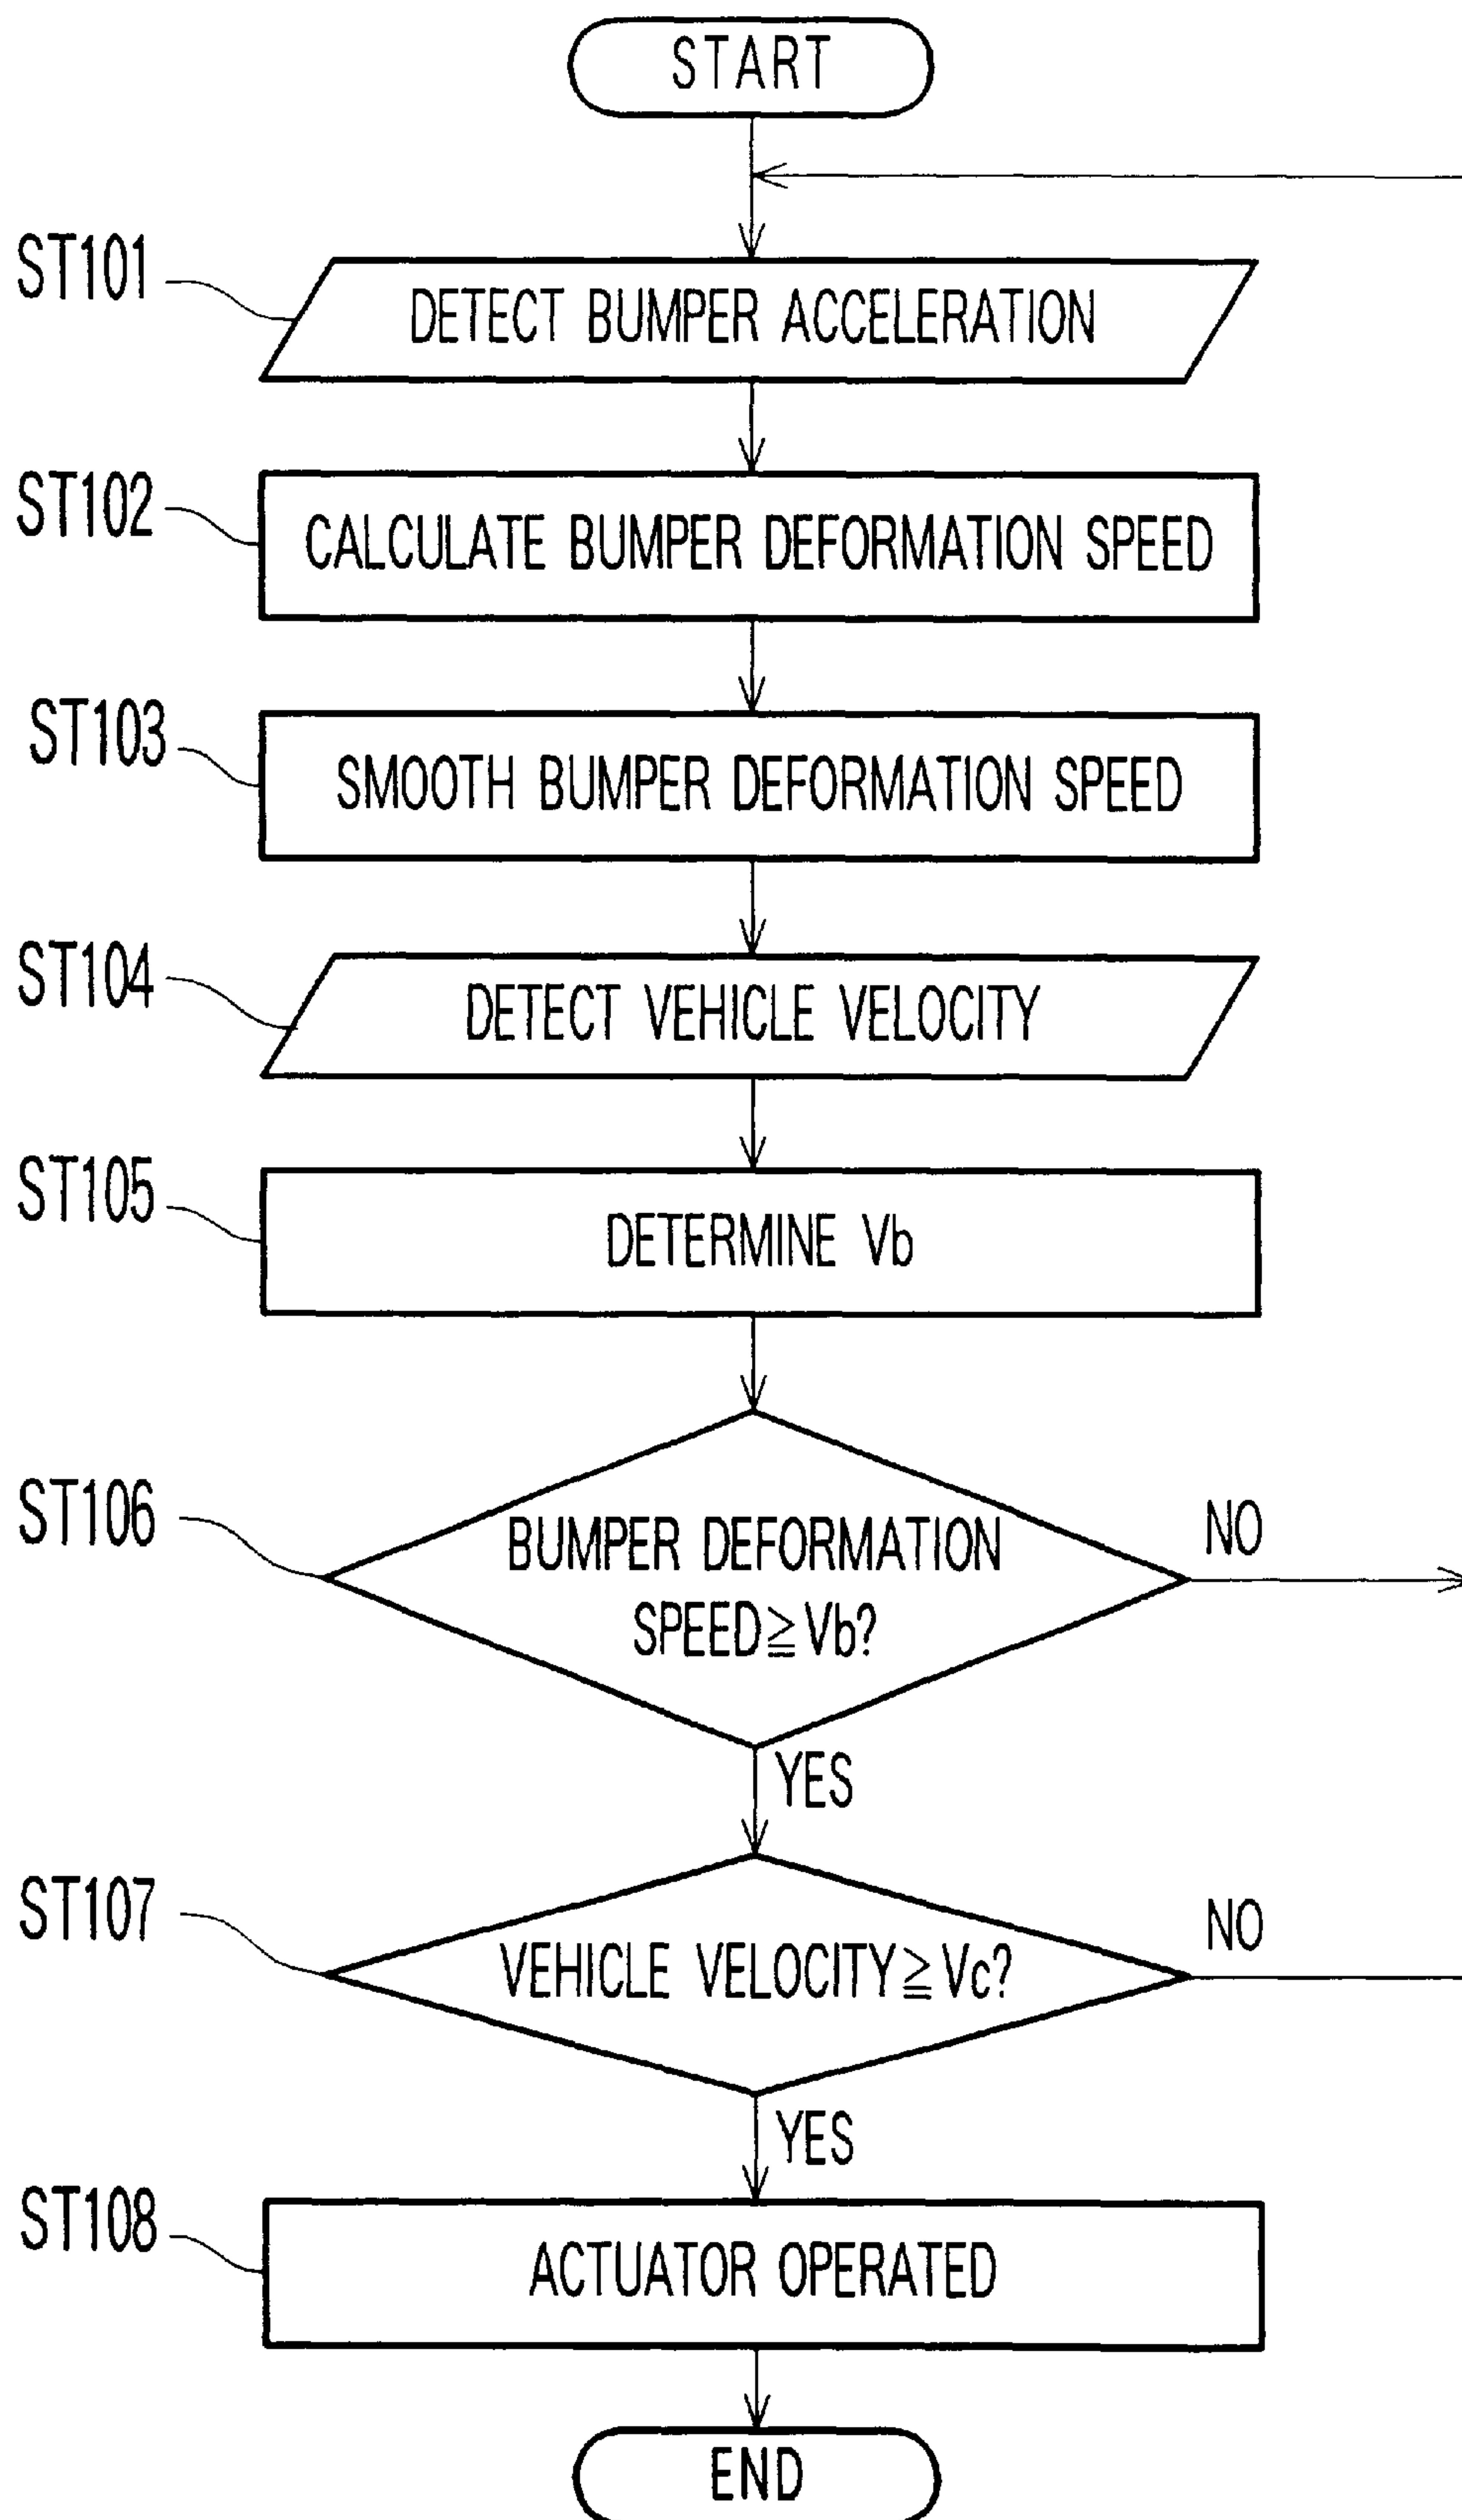 START
ST101
DETECT BUMPER ACCELERATION
ST102
CALCULATE BUMPER DEFORMATION SPEED
ST103
SMOOTH BUMPER DEFORMATION SPEED
ST104
DETECT VEHICLE VELOCITY
ST105
DETERMINE Vb
ST106
BUMPER DEFORMATION
SPEED≧Vb?
NO
YES
ST107
VEHICLE VELOCITY≧Vc?
NO
YES
ST108
ACTUATOR OPERATED
END